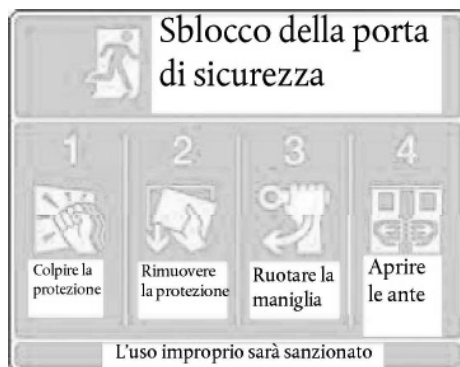 Sblocco della porta
di sicurezza
1
2
3
4
Colpire la
protezione
Rimuovere
la protezione
Ruotare la
maniglia
Aprire
le ante
L'uso improprio sarà sanzionato